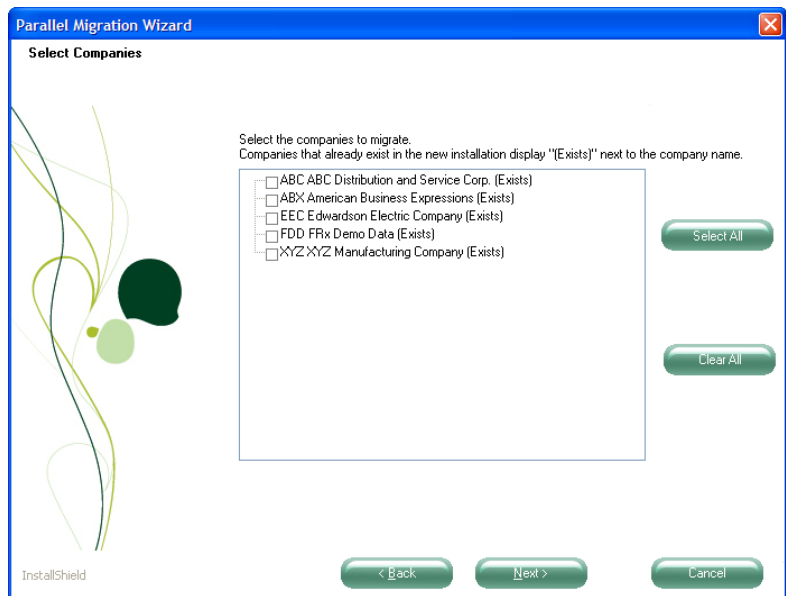 Parallel Migration Wizard
Select Companies
Select the companies to migrate.
Companies that already exist in the new installation display "(Exists)" next to the company name.
ABC ABC Distribution and Service Corp. (Exists)
ABX American Business Expressions (Exists)
EEC Edwardson Electric Company (Exists)
FDD FRx Demo Data (Exists)
XYZ XYZ Manufacturing Company (Exists)
Select All
Clear All
InstallShield
< Back
Next >
Cancel